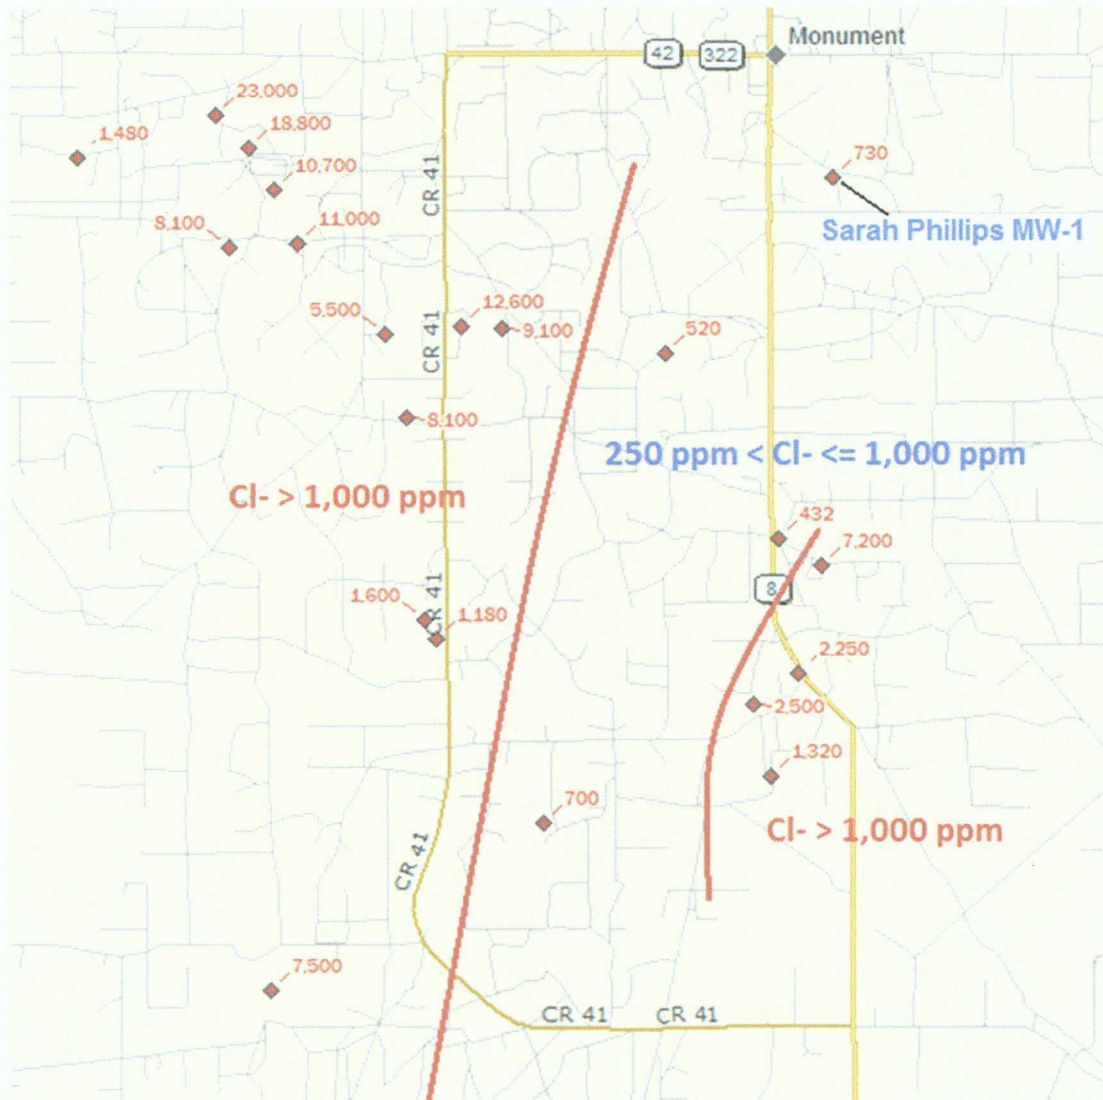 Monument
42
322
23.000
18,800
1,480
10,700
730
CR 41
Sarah Phillips MW-1
8,100
11.000
12.600
5,500
9,100
520
CR 41
8,100
250 ppm < Cl- <= 1,000 ppm
Cl- > 1,000 ppm
432
7,200
8
1,600
CR 41
1,180
2,250
2,500
1,320
700
Cl- > 1,000 ppm
CR 41
7,500
CR 41
CR 41